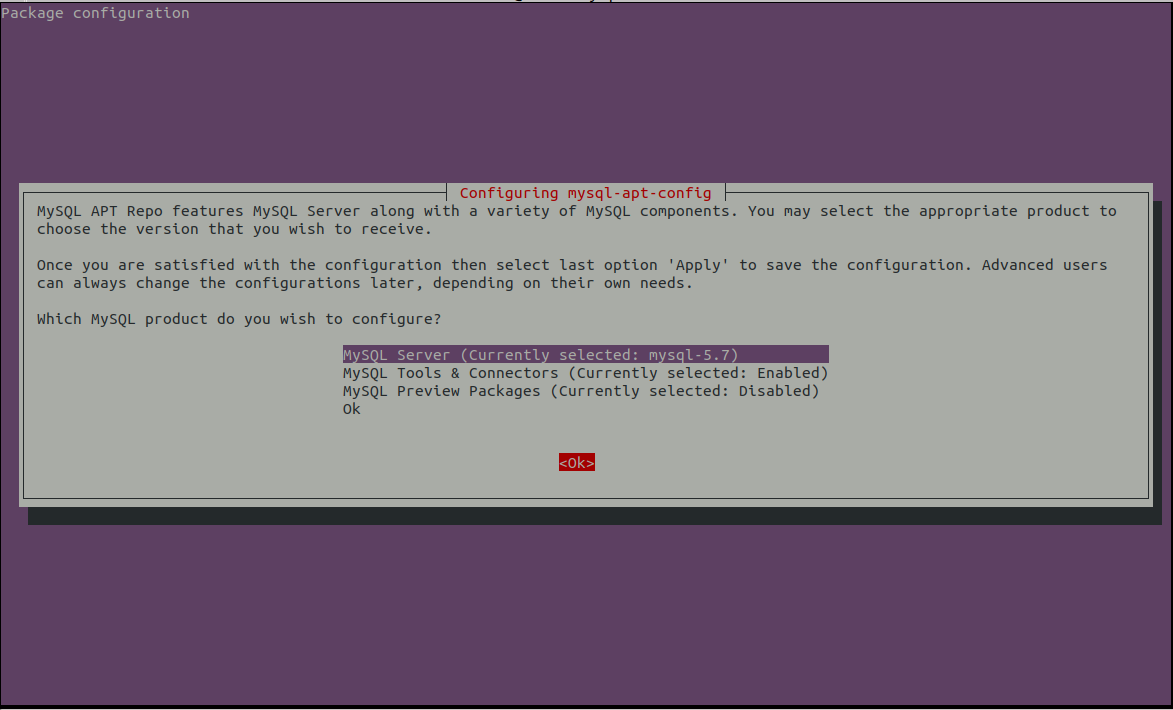 Package configuration
Configuring mysql-apt-config
MySQL APT Repo features MySQL Server along with a variety of MySQL components. You may select the appropriate product to
choose the version that you wish to receive.
Once you are satisfied with the configuration then select last option 'Apply' to save the configuration. Advanced users
can always change the configurations later, depending on their own needs.
Which MySQL product do you wish to configure?
MySQL Server (Currently selected: mysql-5.7)
MySQL Tools & Connectors (Currently selected: Enabled)
MySQL Preview Packages (Currently selected: Disabled)
Ok
<Ok>